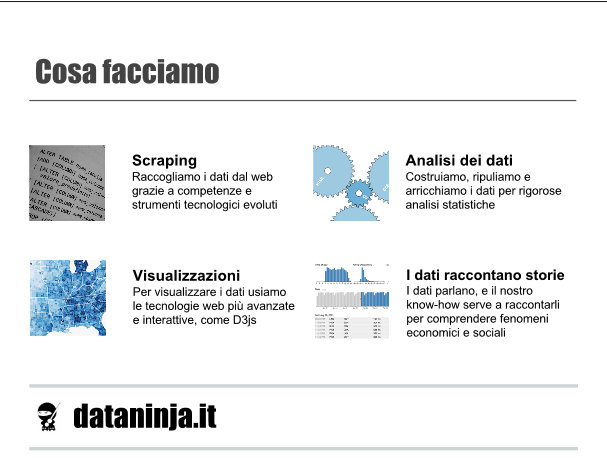 Cosa facciamo
ALTER TABLE
Scraping
Raccogliamo i dati dal web
grazie a competenze e
strumenti tecnologici evoluti
Analisi dei dati
Costruiamo, ripuliamo e
arricchiamo i dati per rigorose
analisi statistiche
Visualizzazioni
Per visualizzare i dati usiamo
le tecnologie web più avanzate
e interattive, come D3js
I dati raccontano storie
I dati parlano, e il nostro
know-how serve a raccontarli
per comprendere fenomeni
economici e sociali
dataninja.it